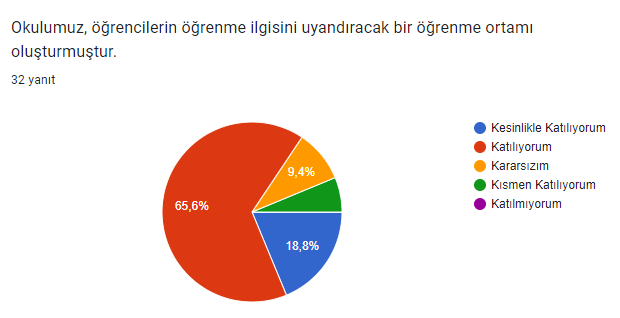 Okulumuz, öğrencilerin öğrenme ilgisini uyandıracak bir öğrenme ortamı
oluşturmuştur.
32 yanıt
Kesinlikle Katılıyorum
Katılıyorum
Kararsızım
Kısmen Katılıyorum
Katılmıyorum
9,4%
65,6%
18,8%